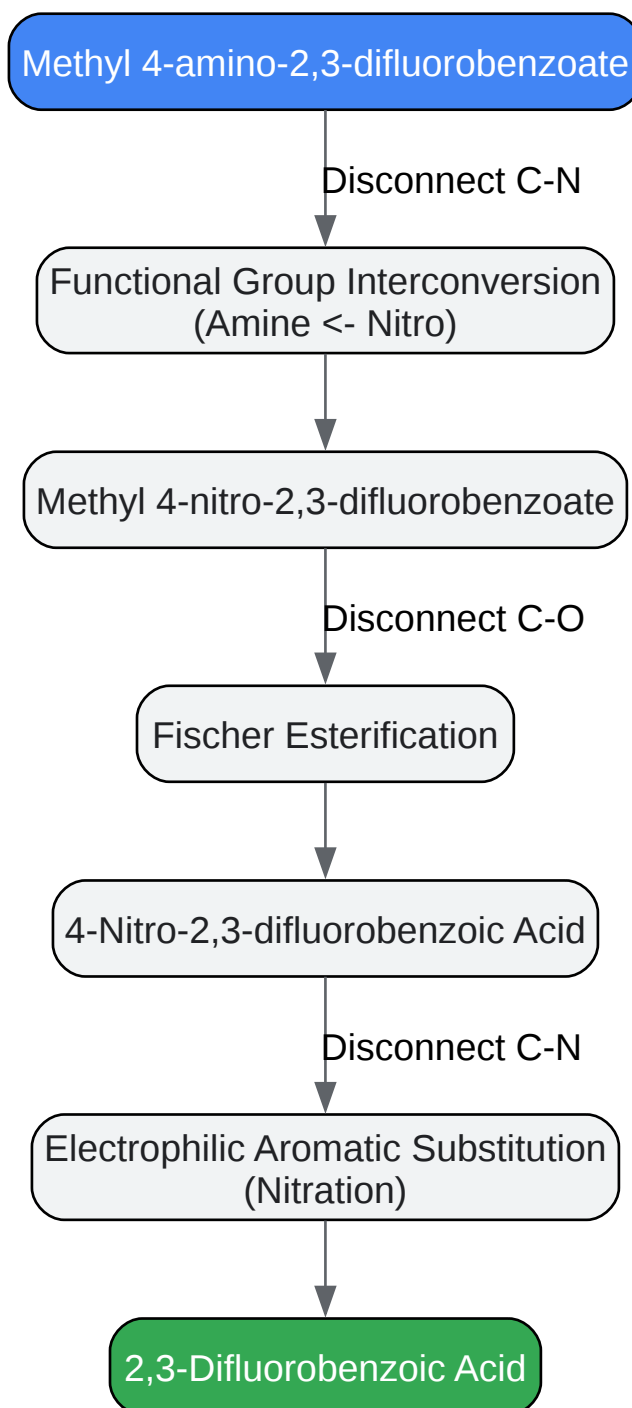 Methyl 4-amino-2,3-difluorobenzoate
Disconnect C-N
Functional Group Interconversion
(Amine <- Nitro)
Methyl 4-nitro-2,3-difluorobenzoate
Disconnect C-O
Fischer Esterification
4-Nitro-2,3-difluorobenzoic Acid
Disconnect C-N
Electrophilic Aromatic Substitution
(Nitration)
2,3-Difluorobenzoic Acid